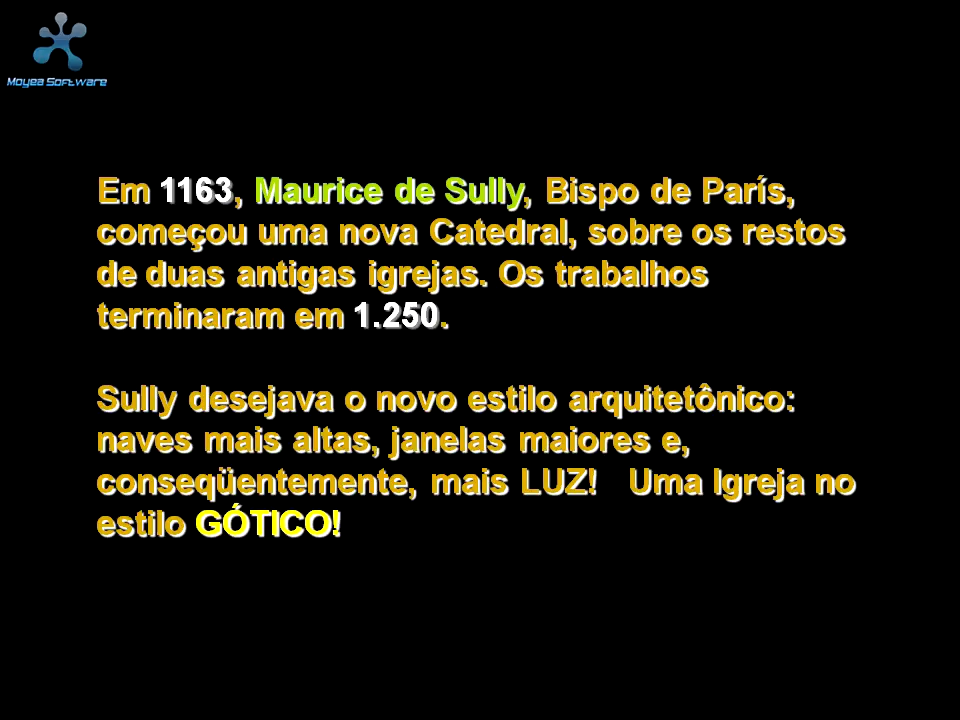 Moyea Software
Em 1163, Maurice de Sully, Bispo de París,
começou uma nova Catedral, sobre os restos
de duas antigas igrejas. Os trabalhos
terminaram em 1.250.
Sully desejava o novo estilo arquitetônico:
naves mais altas, janelas maiores e,
conseqüentemente, mais LUZ! Uma Igreja no
estilo GÓTICO!